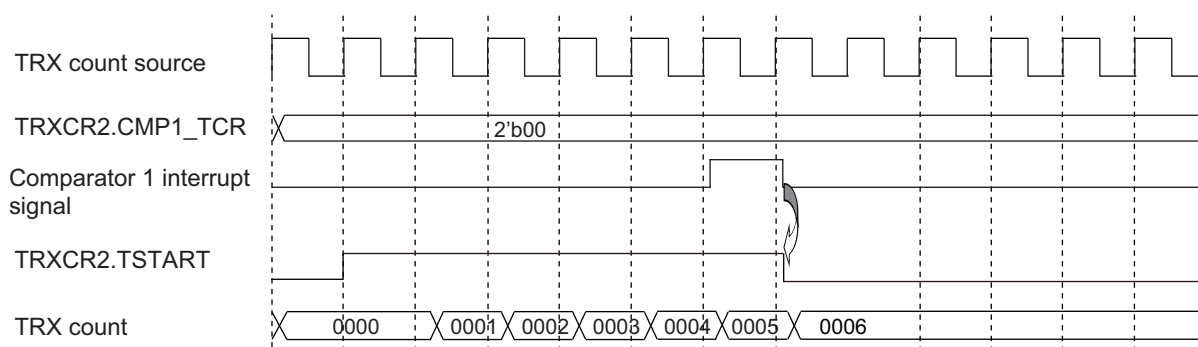 TRX count source
TRXCR2.CMP1_TCR 2'b00
Comparator 1 interrupt
signal
TRXCR2.TSTART
TRX count 0000 0001 0002 0003 0004 0005 0006